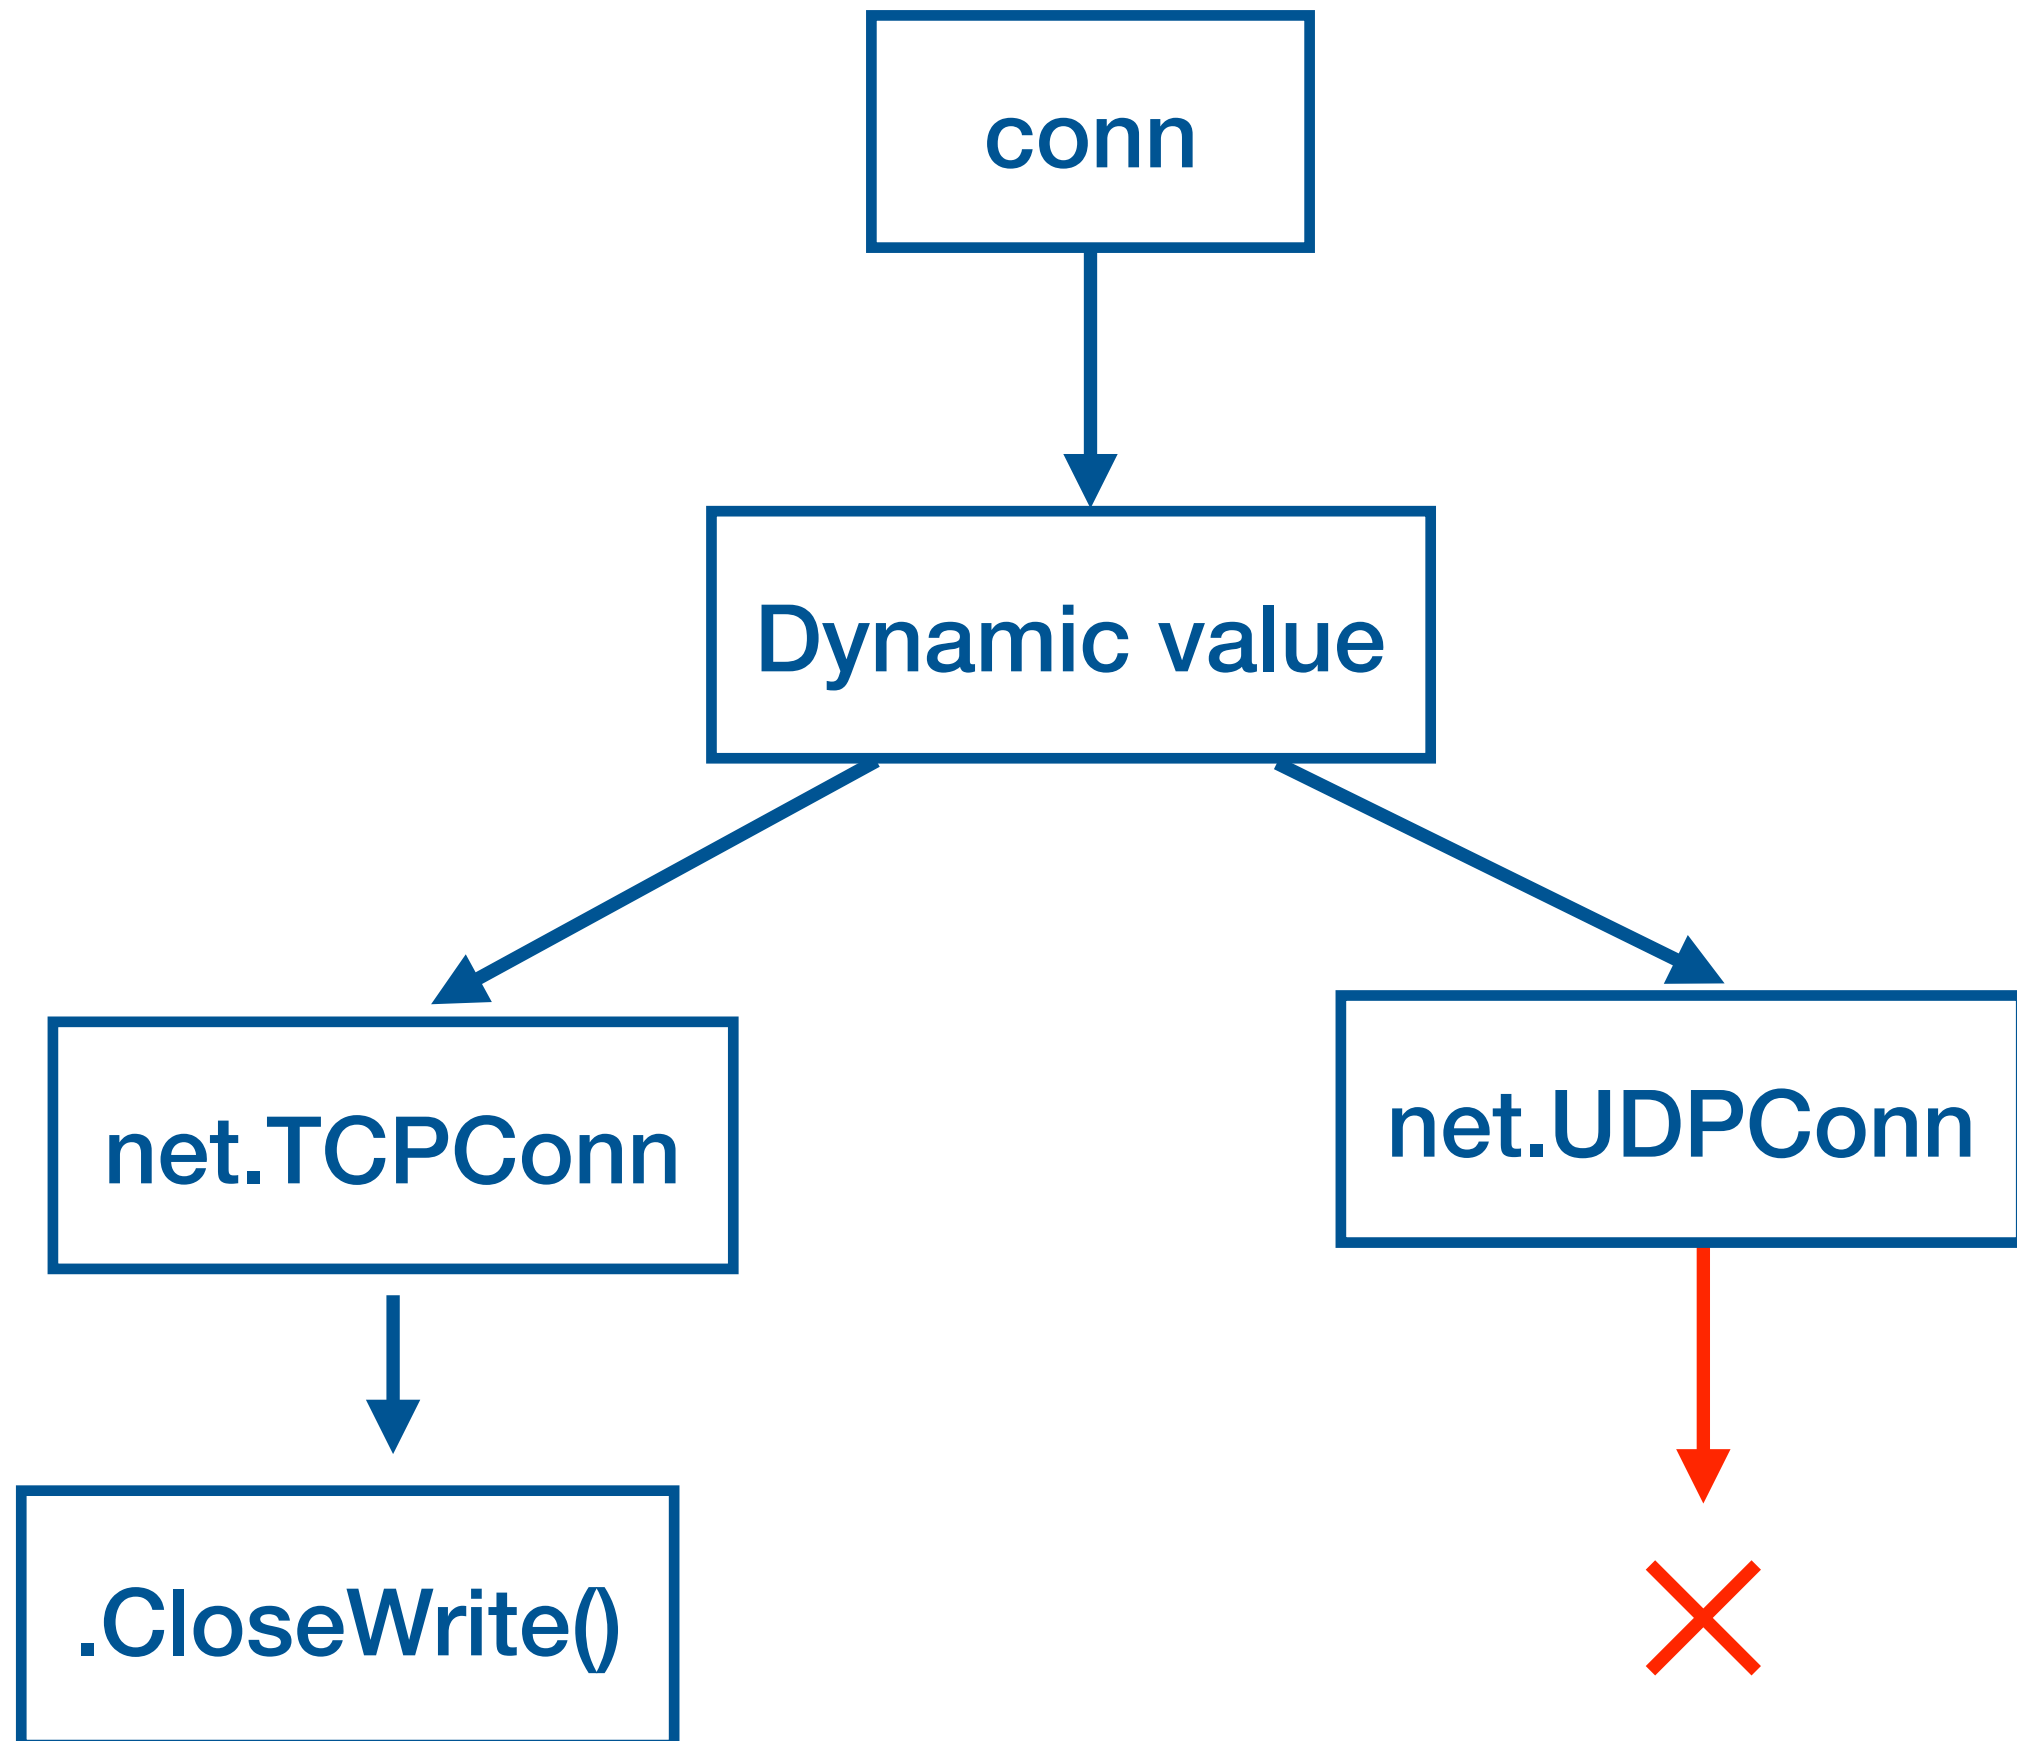 conn
Dynamic value
net.TCPConn
net.UDPConn
.CloseWrite()